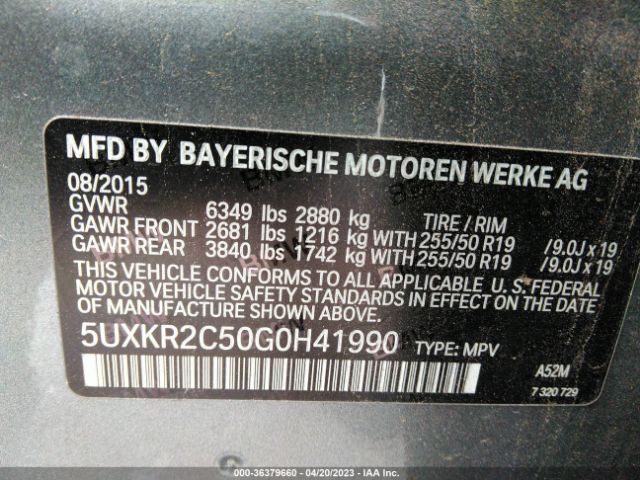 MFD BY BAYERISCHE MOTOREN WERKE AG
08/2015
GVWR 6349 lbs 2880 kg TIRE / RIM
GAWR FRONT 2681 lbs 1216 kg WITH 255/50 R19 /9.0J x 19
GAWR REAR 3840 lbs 1742 kg WITH 255/50 R19 /9.0J x 19
THIS VEHICLE CONFORMS TO ALL APPLICABLE U.S. FEDERAL
MOTOR VEHICLE SAFETY STANDARDS IN EFFECT ON THE DATE
OF MANUFACTURE SHOWN ABOVE.
5UXKR2C50G0H41990 TYPE: MPV
A52M
7 320 729
(000-36379660 - 04/20/2023 - IAA Inc.